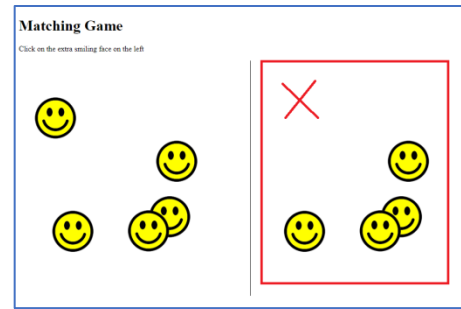 Matching Game
Click on the extra smiling face on the left